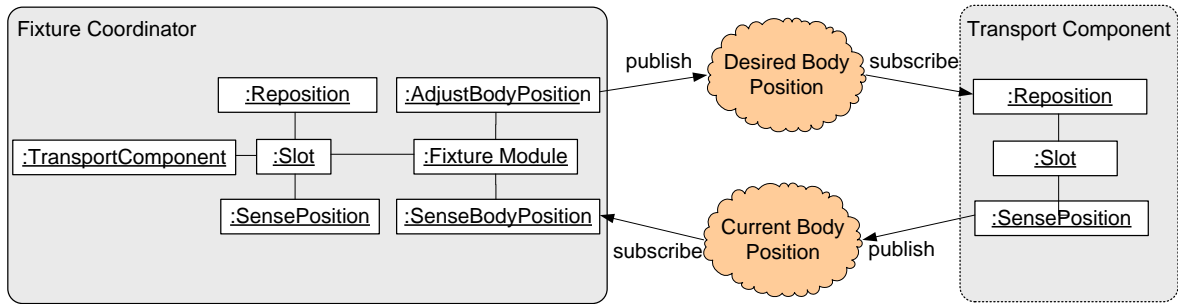 Fixture Coordinator
:Reposition
:AdjustBodyPosition
:TransportComponent
:Slot
:Fixture Module
:SensePosition
:SenseBodyPosition
publish
Desired Body
Position
subscribe
subscribe
Current Body
Position
publish
Transport Component
:Reposition
:Slot
:SensePosition